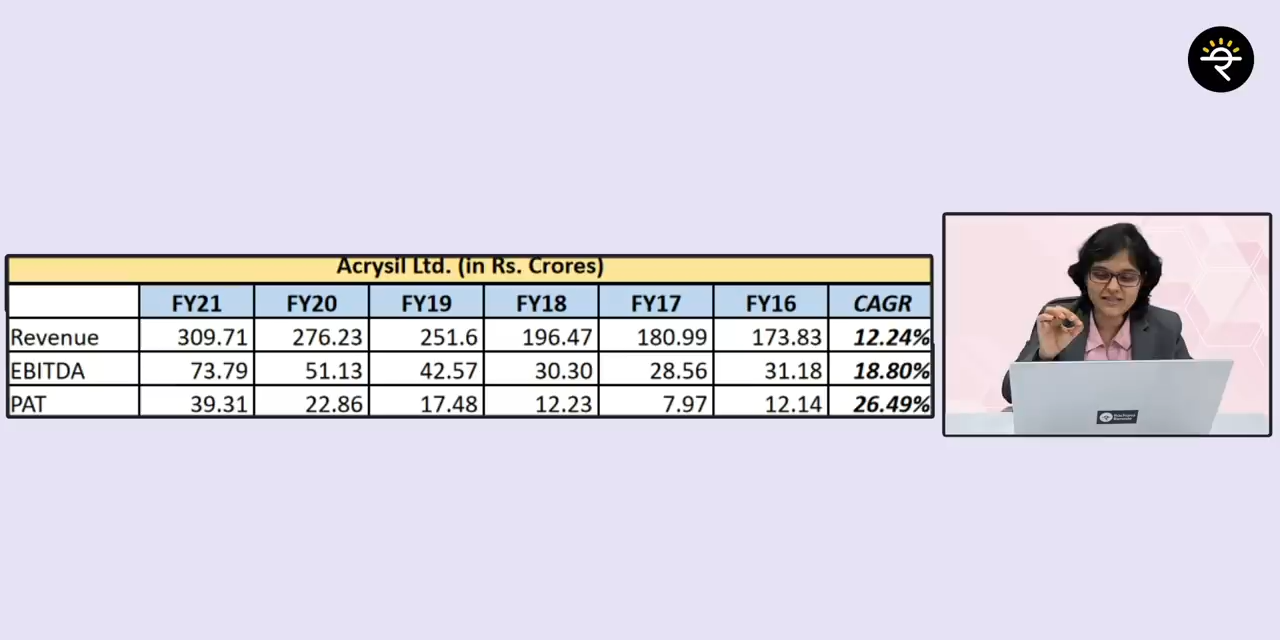 Acrysil Ltd. (in Rs. Crores)
FY21 FY20 FY19 FY18 FY17 FY16 CAGR
Revenue 309.71 276.23 251.6 196.47 180.99 173.83 12.24%
EBITDA 73.79 51.13 42.57 30.30 28.56 31.18 18.80%
PAT 39.31 22.86 17.48 12.23 7.97 12.14 26.49%